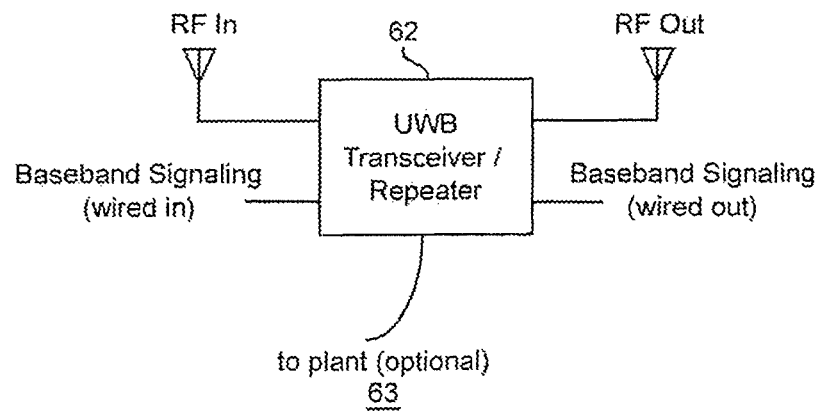 RF In
62
RF Out
UWB
Transceiver /
Repeater
Baseband Signaling
(wired in)
Baseband Signaling
(wired out)
to plant (optional)
63